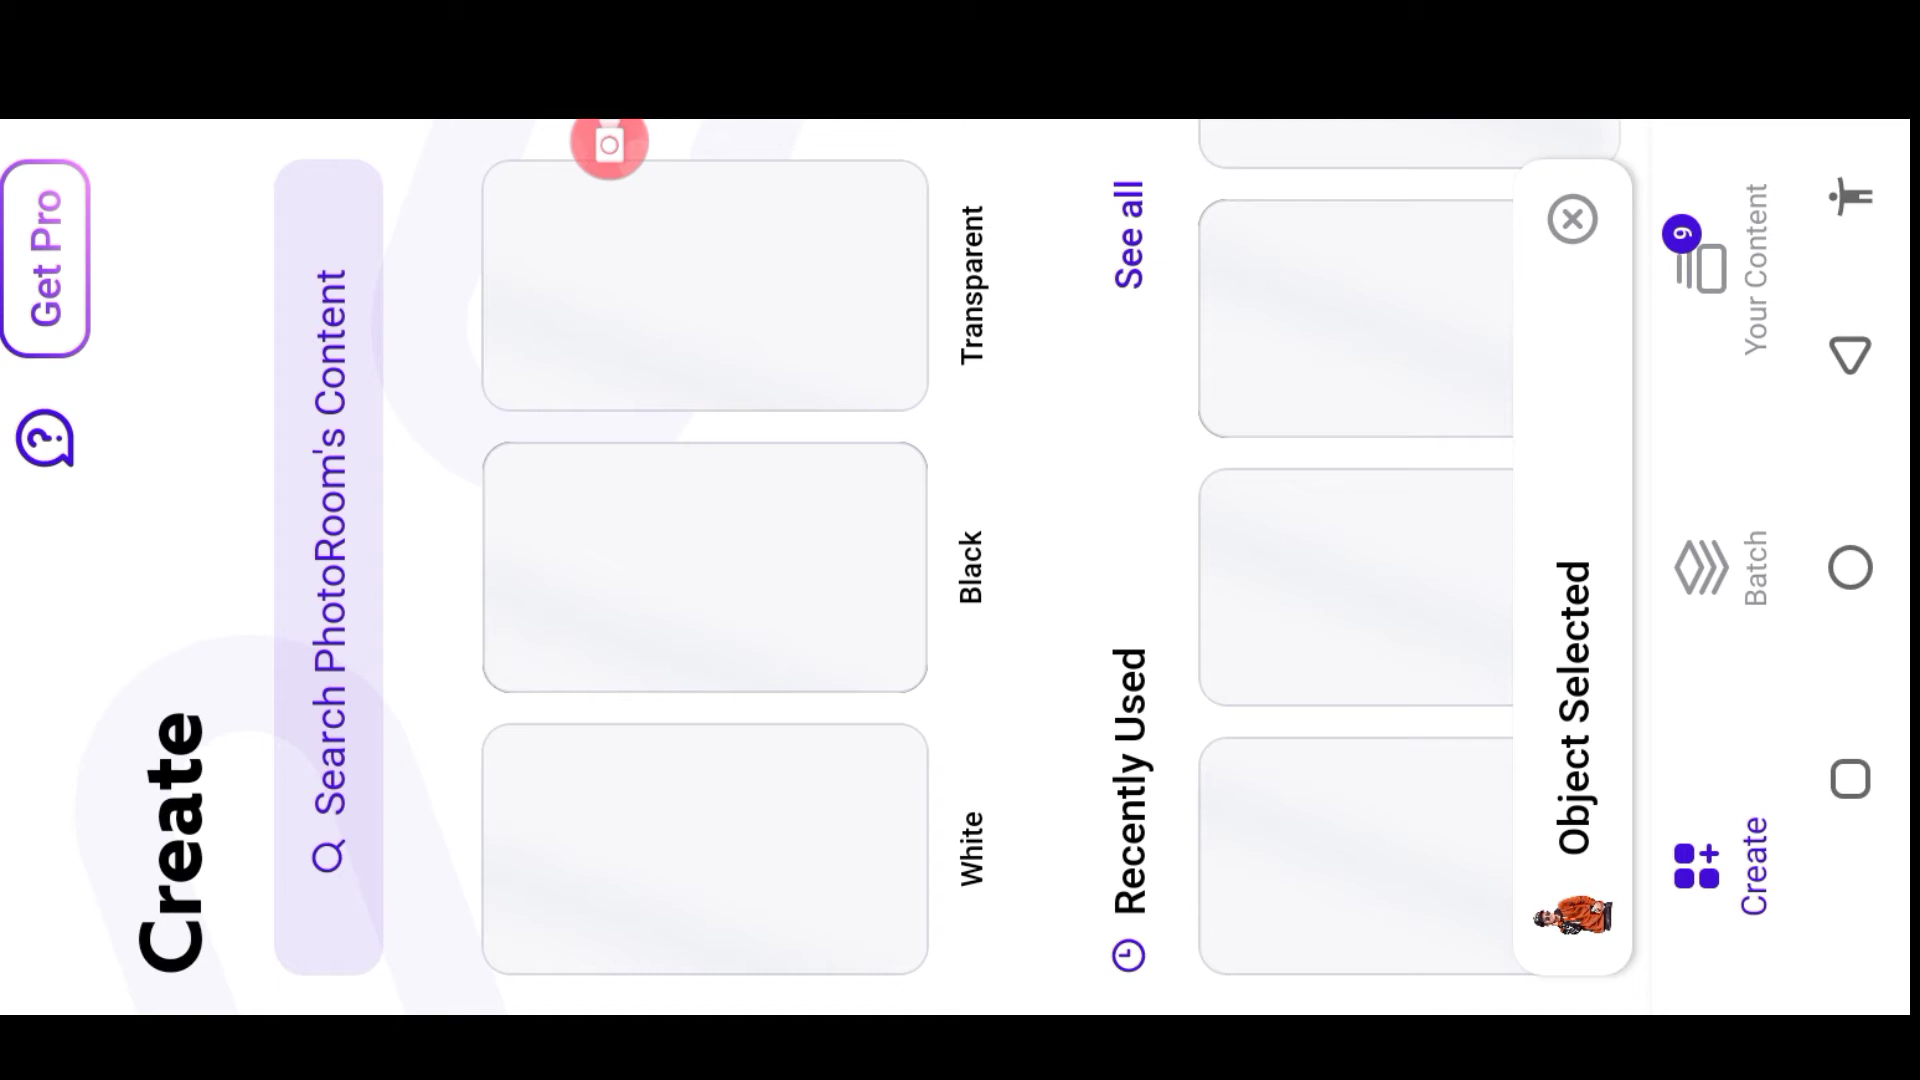 Get Pro
Create
Search PhotoRoom's Content
White
Black
Transparent
Recently Used
See all
Object Selected
9
Create
Batch
Your Content